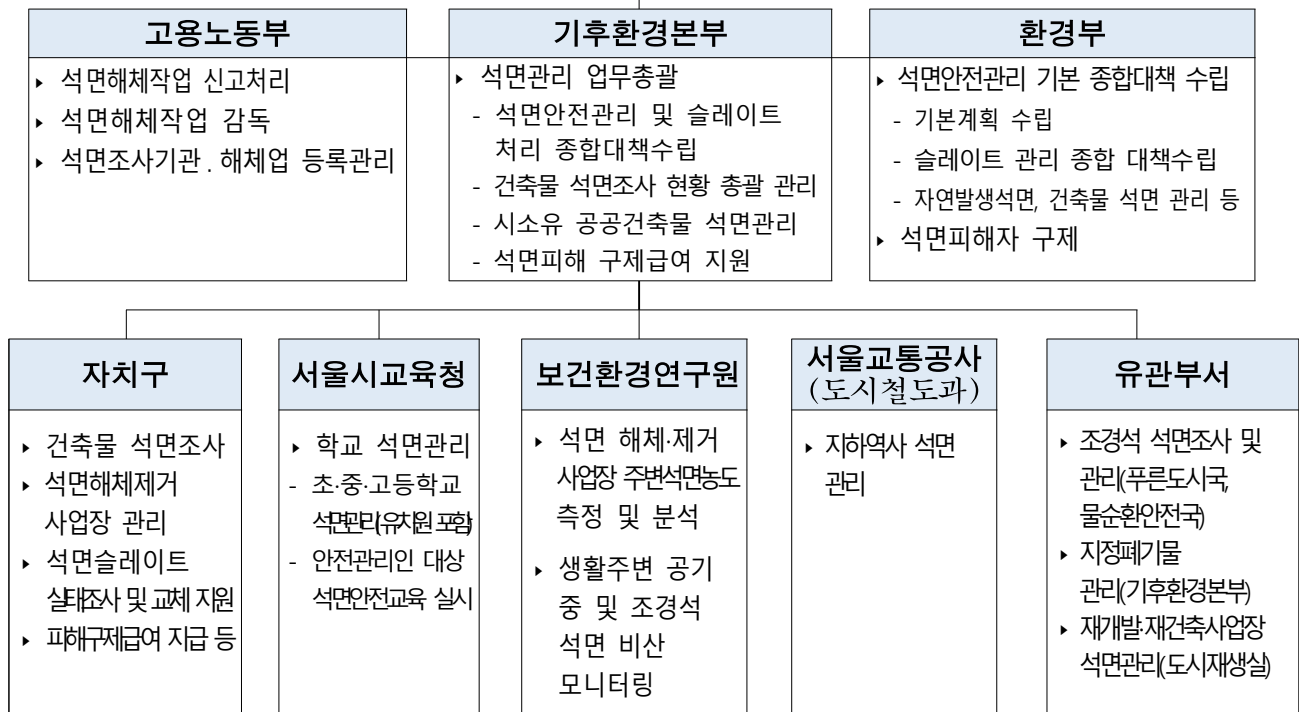 고용노동부
▸ 석면해체작업 신고처리
▸ 석면해체작업 감독
▸ 석면조사기관 . 해체업 등록관리
기후환경본부
▸ 석면관리 업무총괄
- 석면안전관리 및 슬레이트
처리 종합대책수립
- 건축물 석면조사 현황 총괄 관리
- 시소유 공공건축물 석면관리
- 석면피해 구제급여 지원
환경부
▸ 석면안전관리 기본 종합대책 수립
- 기본계획 수립
- 슬레이트 관리 종합 대책수립
- 자연발생석면, 건축물 석면 관리 등
▸ 석면피해자 구제
자치구
▸ 건축물 석면조사
▸ 석면해체제거
사업장 관리
▸ 석면슬레이트
실태조사 및 교체 지원
▸ 피해구제급여 지급 등
서울시교육청
▸ 학교 석면관리
- 초·중·고등학교
석면관리(유치원 포함)
- 안전관리인 대상
석면안전교육 실시
보건환경연구원
▸ 석면 해체·제거
사업장 주변석면농도
측정 및 분석
▸ 생활주변 공기
중 및 조경석
석면 비산
모니터링
서울교통공사
(도시철도과)
▸ 지하역사 석면
관리
유관부서
▸ 조경석 석면조사 및
관리(푸른도시국,
물순환안전국)
▸ 지정폐기물
관리(기후환경본부)
▸ 재개발·재건축사업장
석면관리(도시재생실)